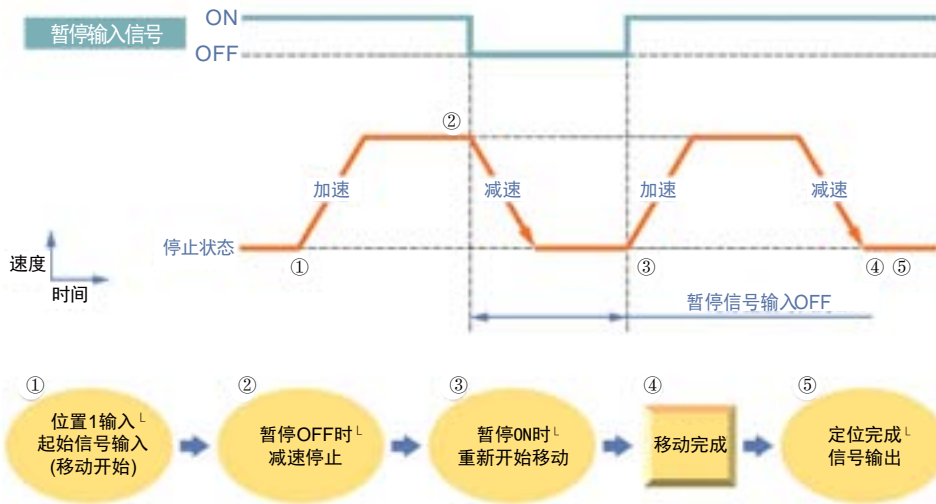 ON
暂停输入信号
OFF
②
加速
减速
加速
减速
停止状态
①
③
④ ⑤
速度
时间
暂停信号输入OFF
①
②
③
④
⑤
位置1输入└
起始信号输入
(移动开始)
暂停OFF时└
减速停止
暂停ON时└
重新开始移动
移动完成
定位完成└
信号输出